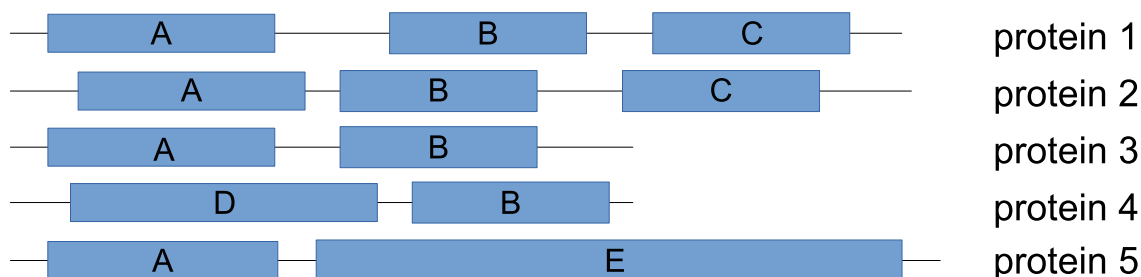 A B C protein 1
A B C protein 2
A B protein 3
D B protein 4
A E protein 5